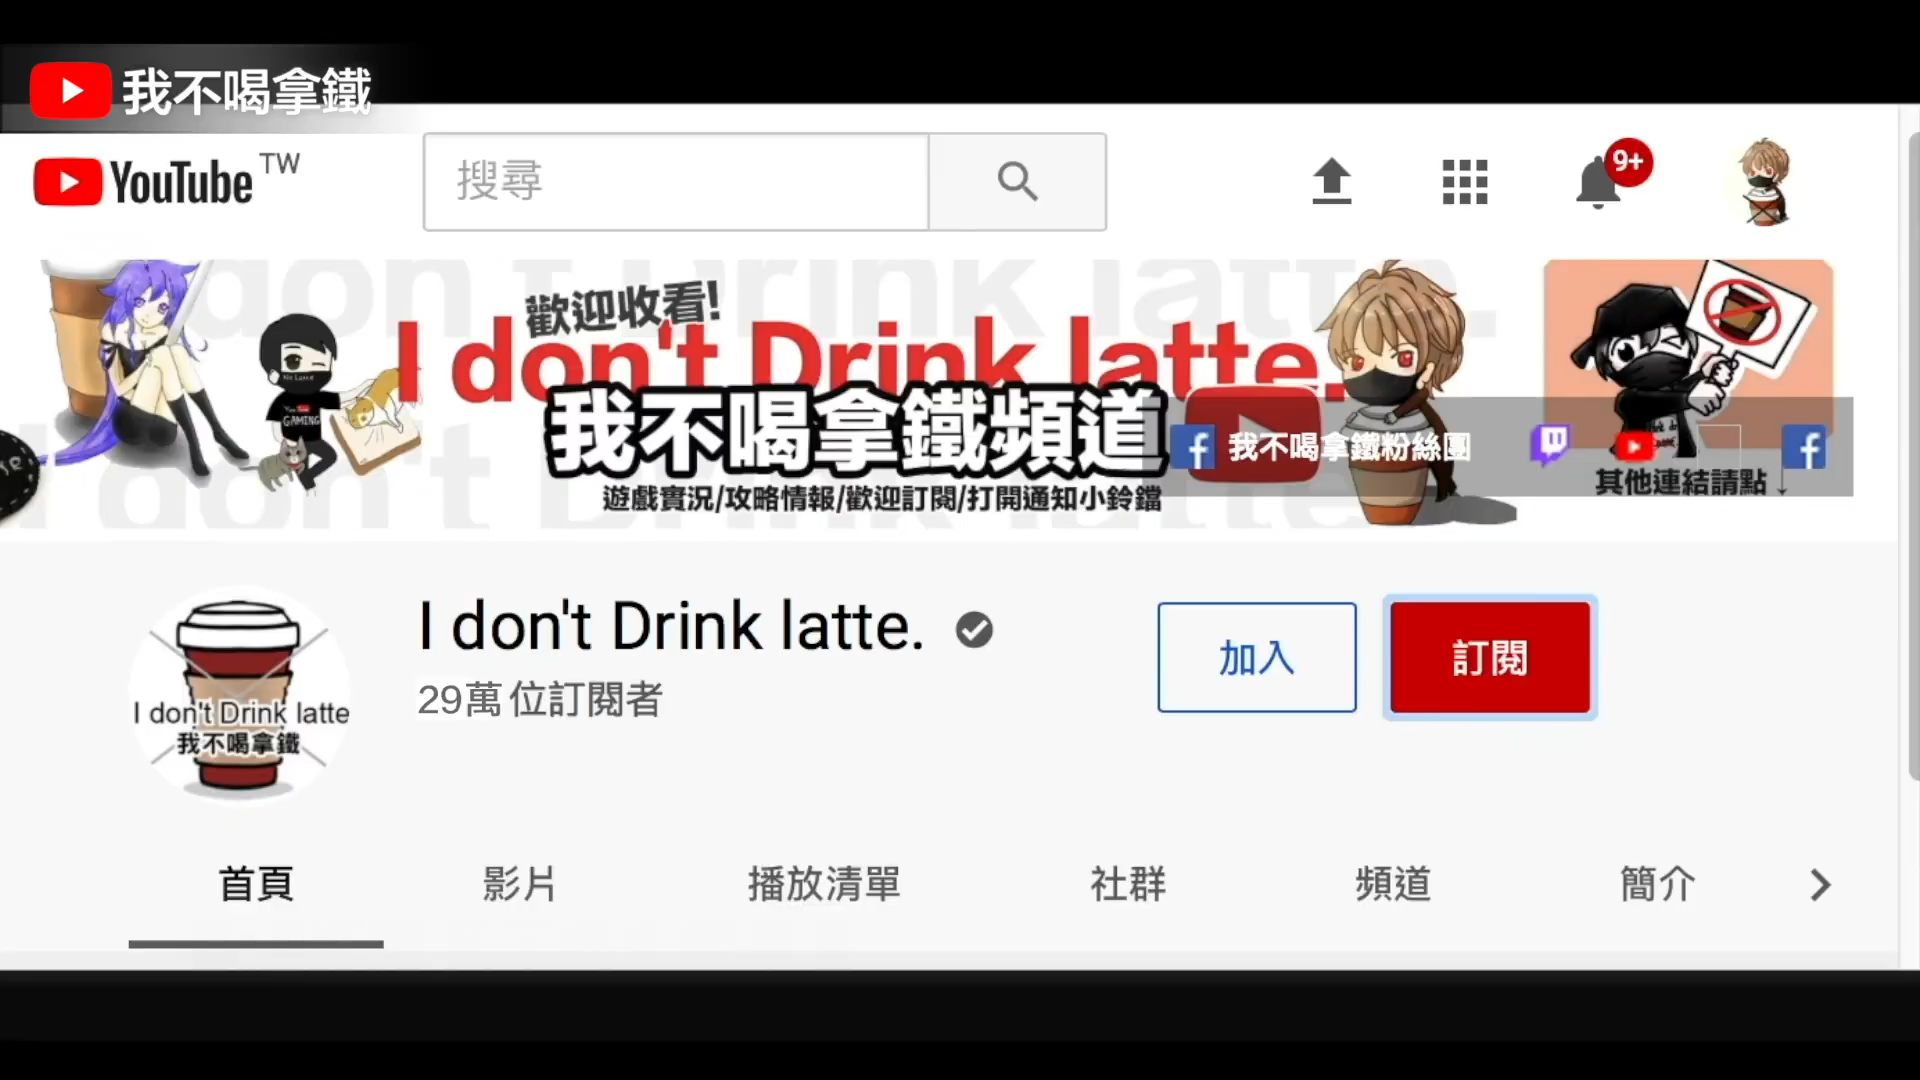 我不喝拿鐵
YouTube TW
搜尋
9+
歡迎收看!
I don't Drink latte.
我不喝拿鐵頻道
遊戲實況/攻略情報/歡迎訂閱/打開通知小鈴鐺
我不喝拿鐵粉絲團
其他連結請點↓
GAMING
I don't Drink latte
我不喝拿鐵
I don't Drink latte.
29萬 位訂閱者
加入
訂閱
首頁
影片
播放清單
社群
頻道
簡介